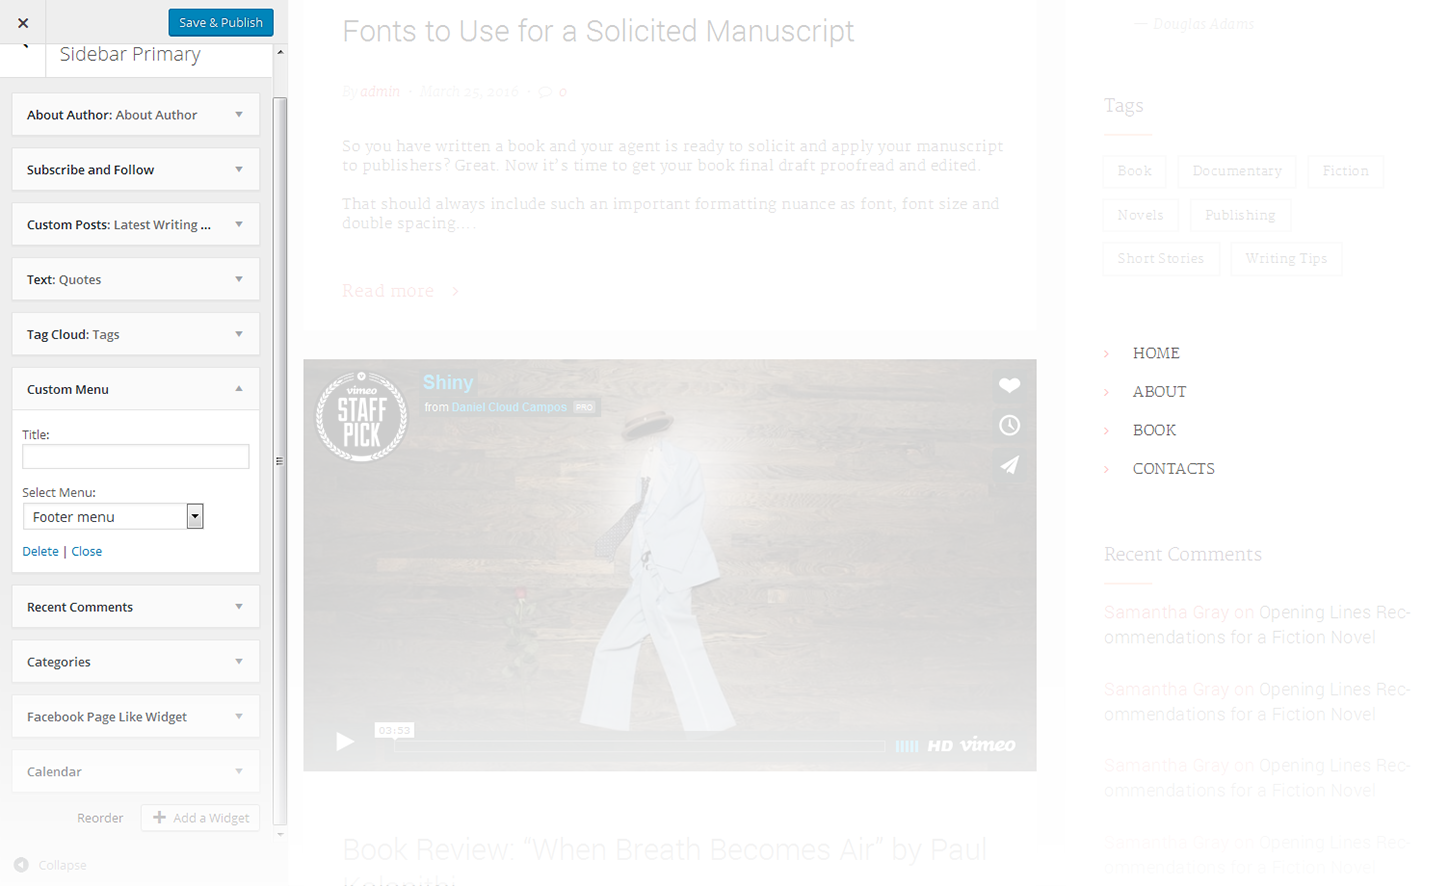 Save & Publish
Sidebar Primary
About Author: About Author
Subscribe and Follow
Custom Posts: Latest Writing ...
Text: Quotes
Tag Cloud: Tags
Custom Menu
Title:
Select Menu:
Footer menu
Delete | Close
Recent Comments
Categories
Facebook Page Like Widget
Calendar
Reorder
Add a Widget
Collapse
Fonts to Use for a Solicited Manuscript
By admin • March 25, 2016 • 0
So you have written a book and your agent is ready to solicit and apply your manuscript
to publishers? Great. Now it's time to get your book final draft proofread and edited.
That should always include such an important formatting nuance as font, font size and
double spacing....
Read more
vimeo
STAFF
PICK
Shiny
from Daniel Cloud Campos PRO
03:53
HD vimeo
Book Review: “When Breath Becomes Air” by Paul
Kalanithi
— Douglas Adams
Tags
Book Documentary Fiction
Novels Publishing
Short Stories Writing Tips
HOME
ABOUT
BOOK
CONTACTS
Recent Comments
Samantha Gray on Opening Lines Rec-
ommendations for a Fiction Novel
Samantha Gray on Opening Lines Rec-
ommendations for a Fiction Novel
Samantha Gray on Opening Lines Rec-
ommendations for a Fiction Novel
Samantha Gray on Opening Lines Rec-
ommendations for a Fiction Novel